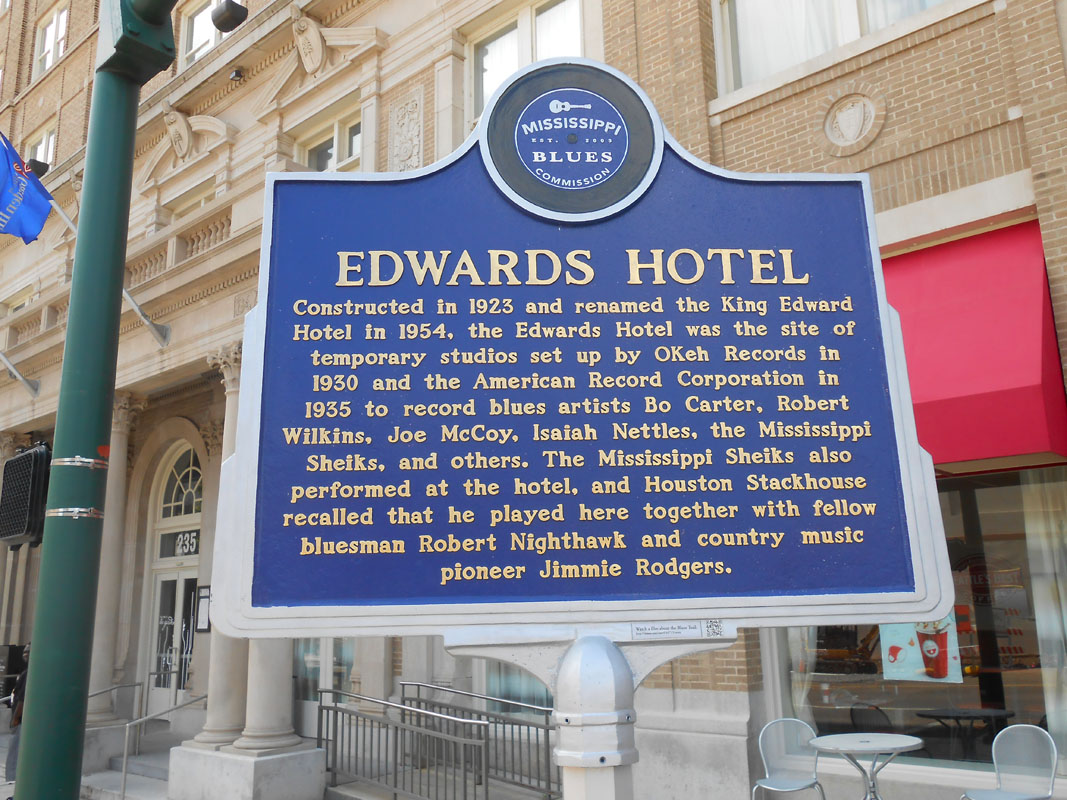 MISSISSIPPI
EST. 2003
BLUES
COMMISSION
EDWARDS HOTEL
Constructed in 1923 and renamed the King Edward
Hotel in 1954, the Edwards Hotel was the site of
temporary studios set up by OKeh Records in
1930 and the American Record Corporation in
1935 to record blues artists Bo Carter, Robert
Wilkins, Joe McCoy, Isaiah Nettles, the Mississippi
Sheiks, and others. The Mississippi Sheiks also
performed at the hotel, and Houston Stackhouse
recalled that he played here together with fellow
bluesman Robert Nighthawk and country music
pioneer Jimmie Rodgers.
235